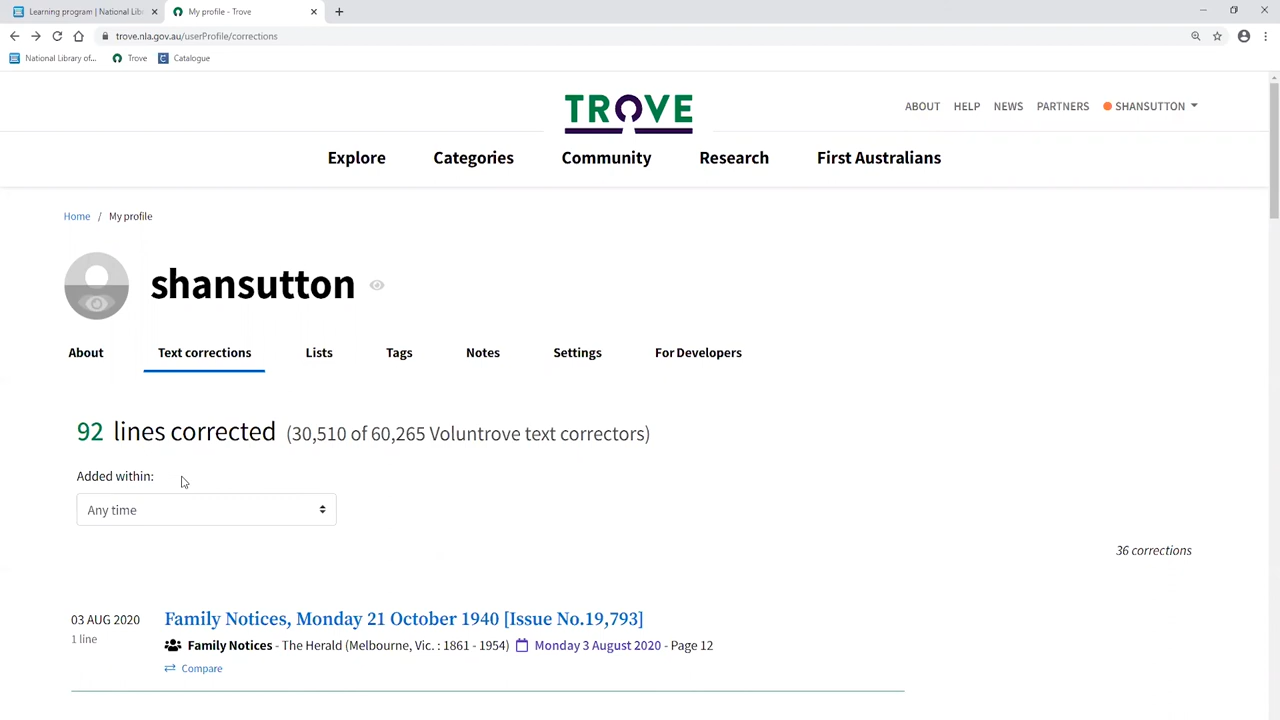 Learning program | National Lib
My profile - Trove
trove.nla.gov.au/userProfile/corrections
National Library of...
Trove
Catalogue
TROVE
ABOUT
HELP
NEWS
PARTNERS
SHANSUTTON
Explore
Categories
Community
Research
First Australians
Home / My profile
shansutton
About
Text corrections
Lists
Tags
Notes
Settings
For Developers
92 lines corrected (30,510 of 60,265 Voluntrove text correctors)
Added within:
Any time
36 corrections
03 AUG 2020
1 line
Family Notices, Monday 21 October 1940 [Issue No.19,793]
Family Notices - The Herald (Melbourne, Vic. : 1861 - 1954) Monday 3 August 2020 - Page 12
Compare